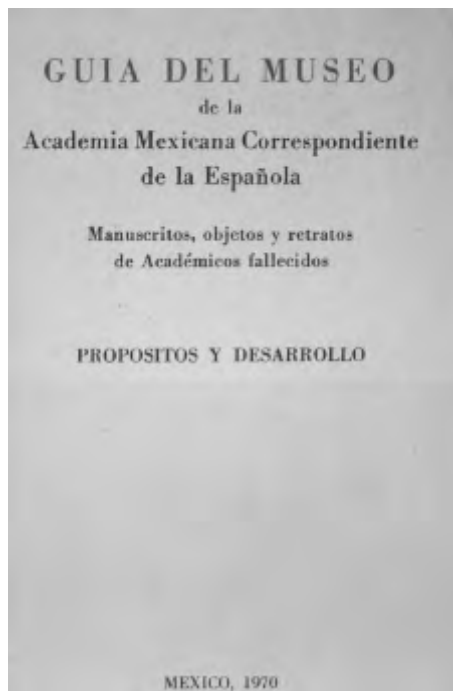 GUIA DEL MUSEO
de la
Academia Mexicana Correspondiente
de la Española
Manuscritos, objetos y retratos
de Académicos fallecidos
PROPOSITOS Y DESARROLLO
MEXICO, 1970